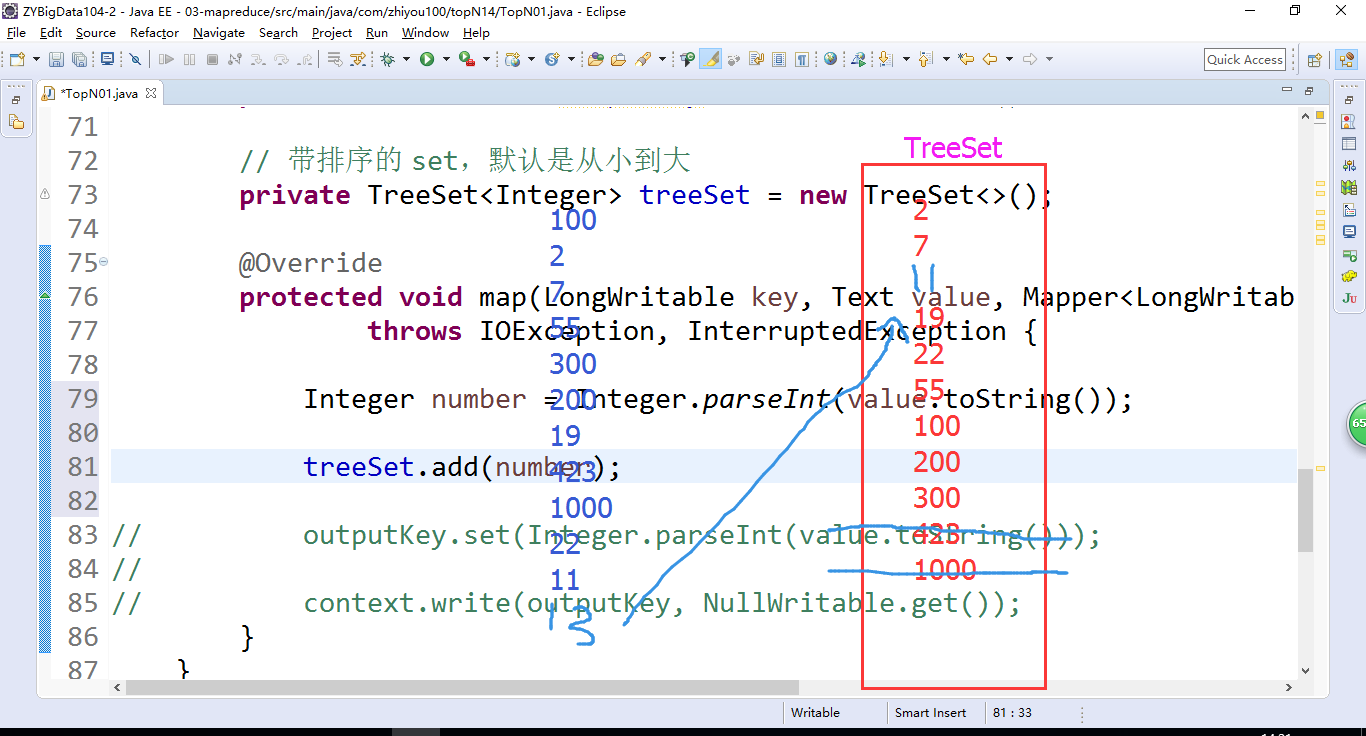 ZYBigData104-2 - Java EE - 03-mapreduce/src/main/java/com/zhiyou100/topN14/TopN01.java - Eclipse
File Edit Source Refactor Navigate Search Project Run Window Help
Quick Access
*TopN01.java
TreeSet
71
72 // 带排序的 set，默认是从小到大
73 private TreeSet<Integer> treeSet = new TreeSet<>();
74
75 @Override
76 protected void map(LongWritable key, Text value, Mapper<LongWritab
77 throws IOException, InterruptedException {
78
79 Integer number = Integer.parseInt(value.toString());
80
81 treeSet.add(number);
82
83 // outputKey.set(Integer.parseInt(value.toString()));
84 //
85 // context.write(outputKey, NullWritable.get());
86 }
87 }
100
2
7
55
300
200
19
423
1000
22
11
13
2
7
11
19
22
55
100
200
300
423
1000
65
Ju
Writable Smart Insert 81 : 33